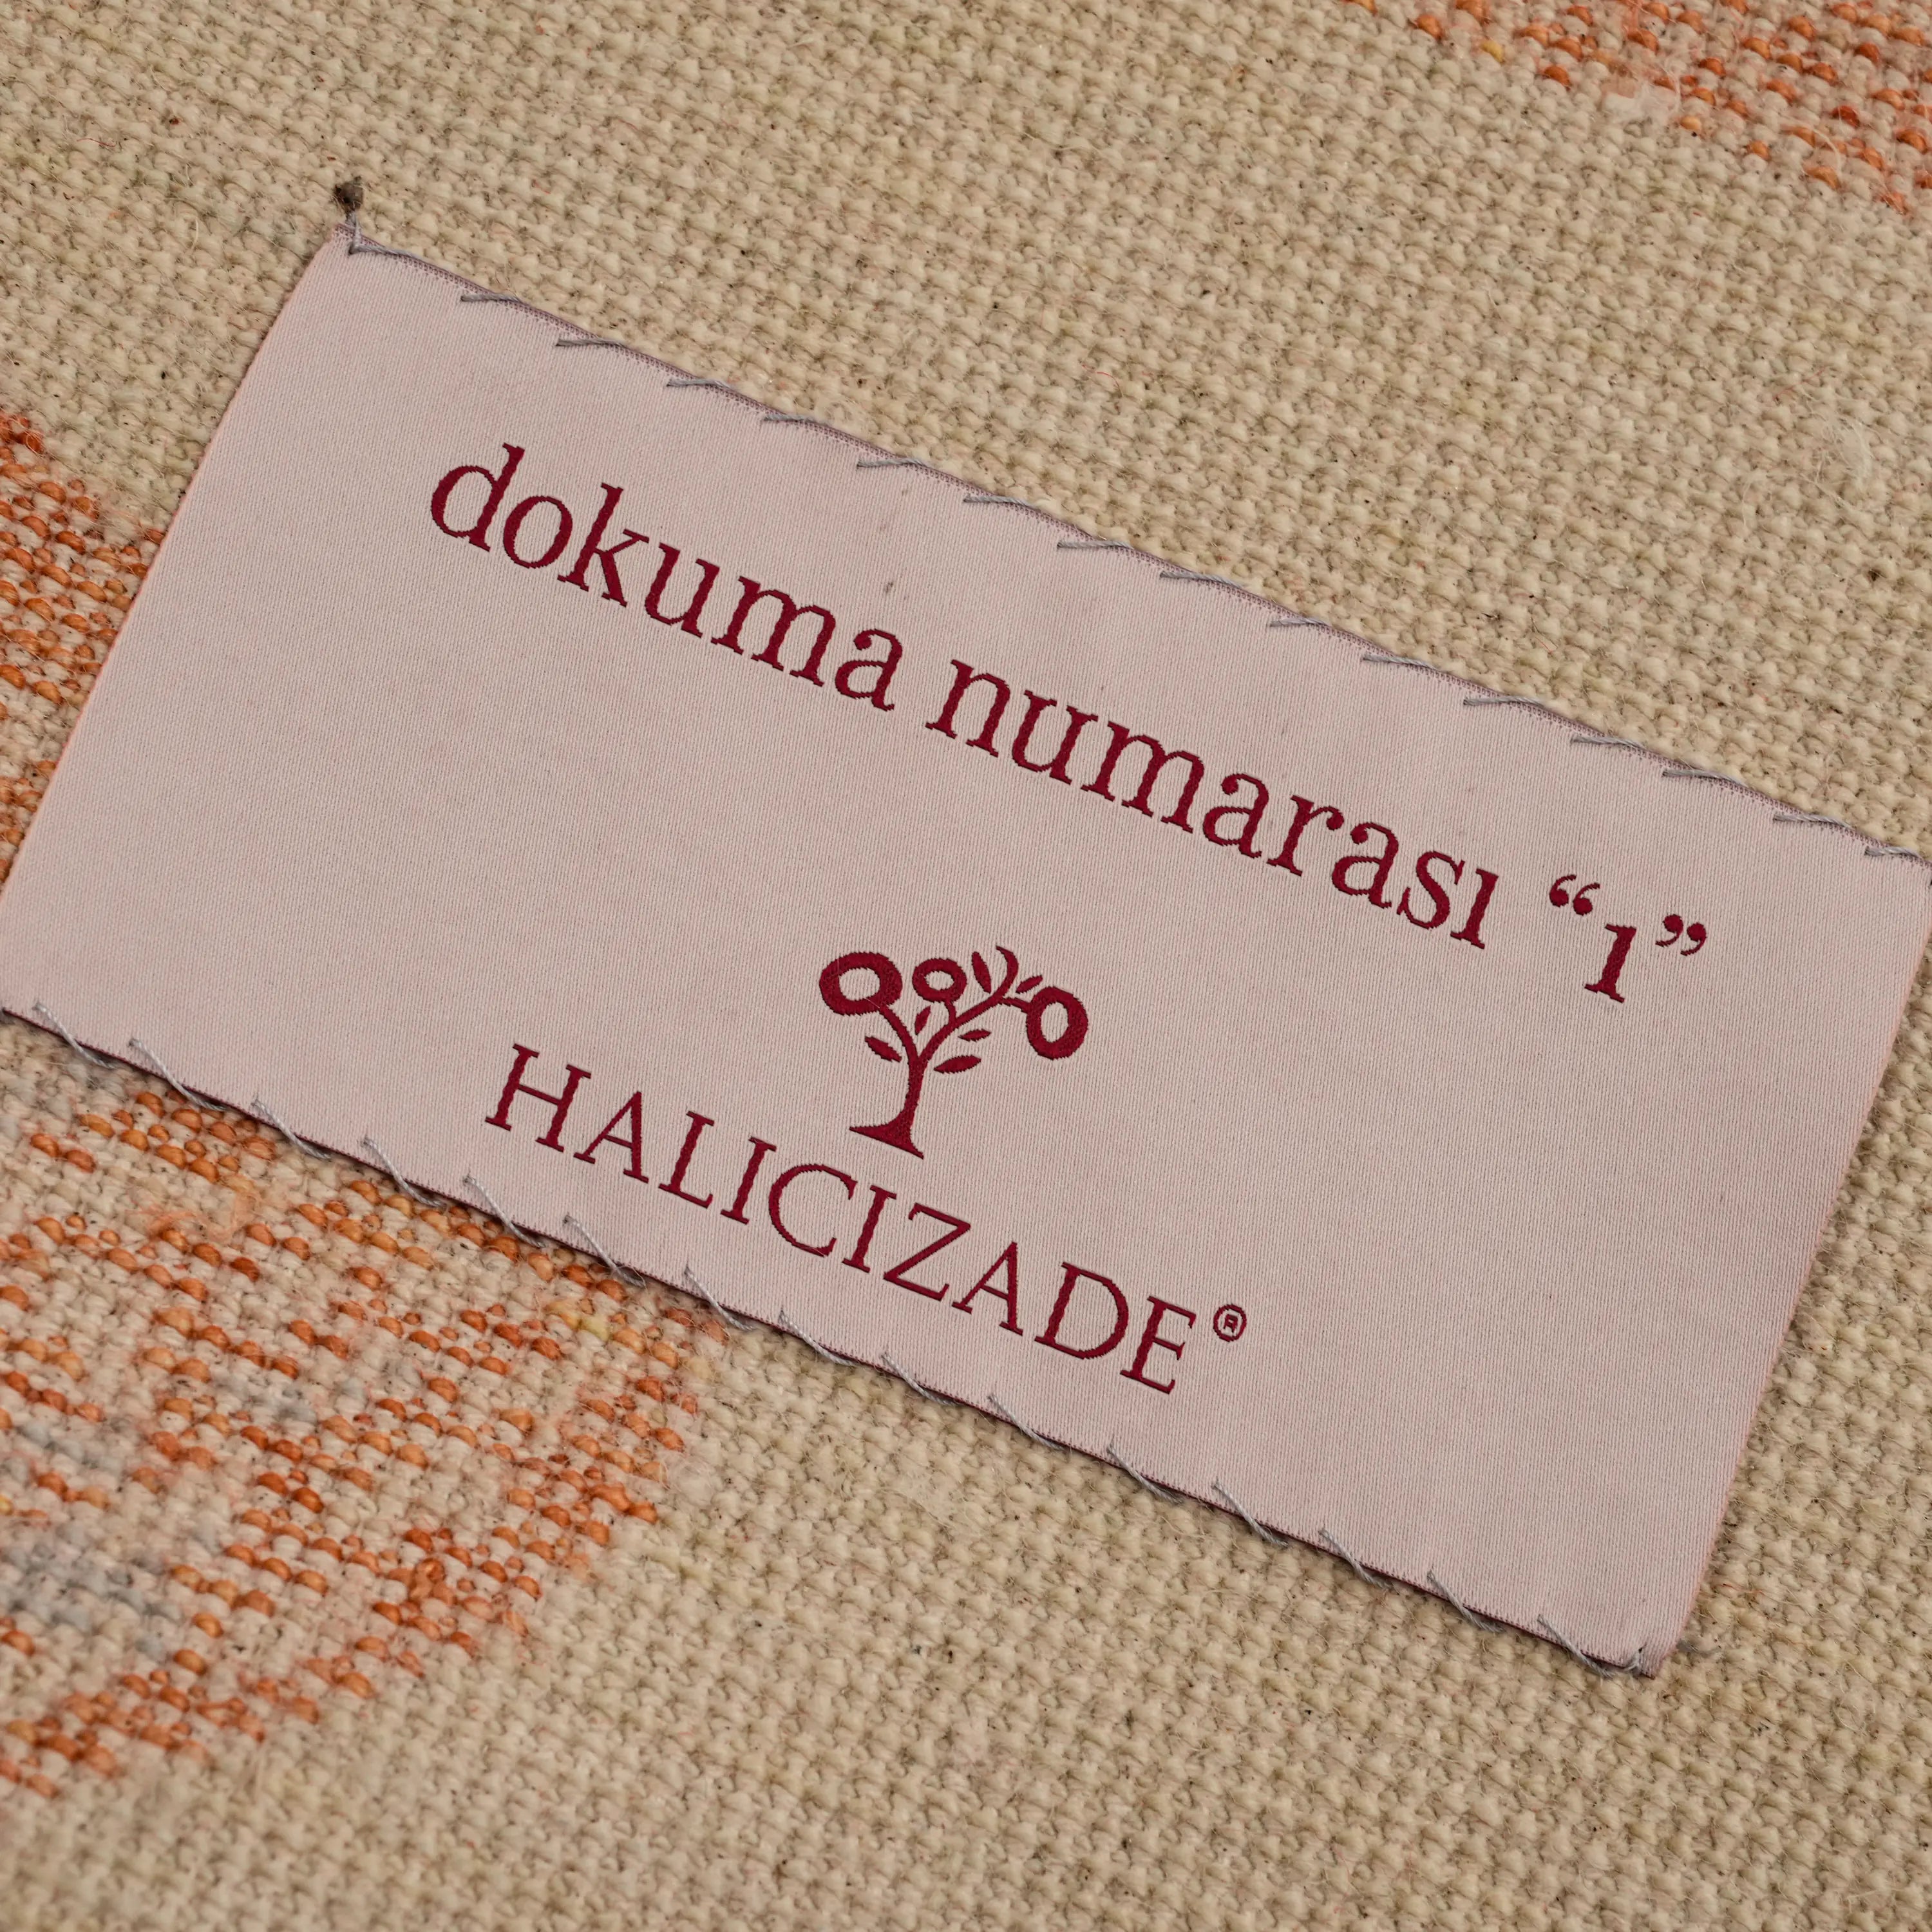 dokuma numarası “1”
HALICIZADE®